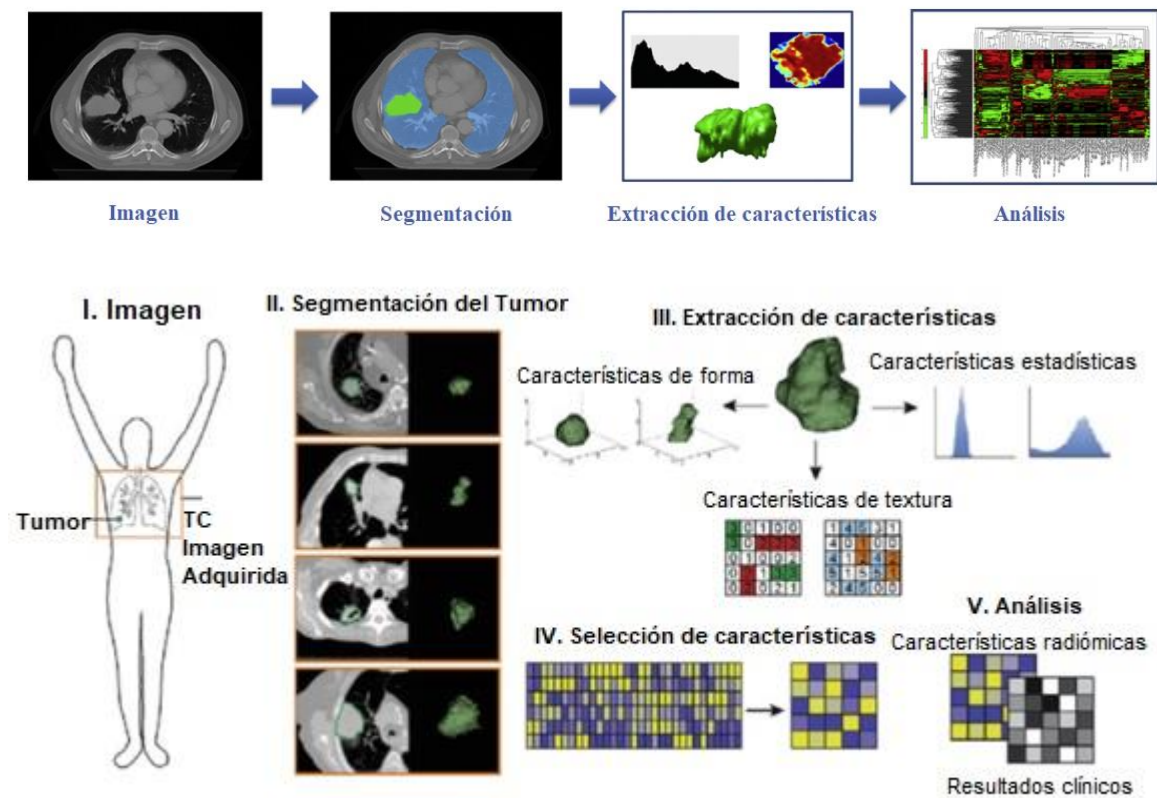 Imagen
Segmentación
Extracción de características
Análisis
I. Imagen
II. Segmentación del Tumor
III. Extracción de características
Características de forma
Características estadísticas
Características de textura
Tumor
TC
Imagen
Adquirida
IV. Selección de características
V. Análisis
Características radiómicas
Resultados clínicos